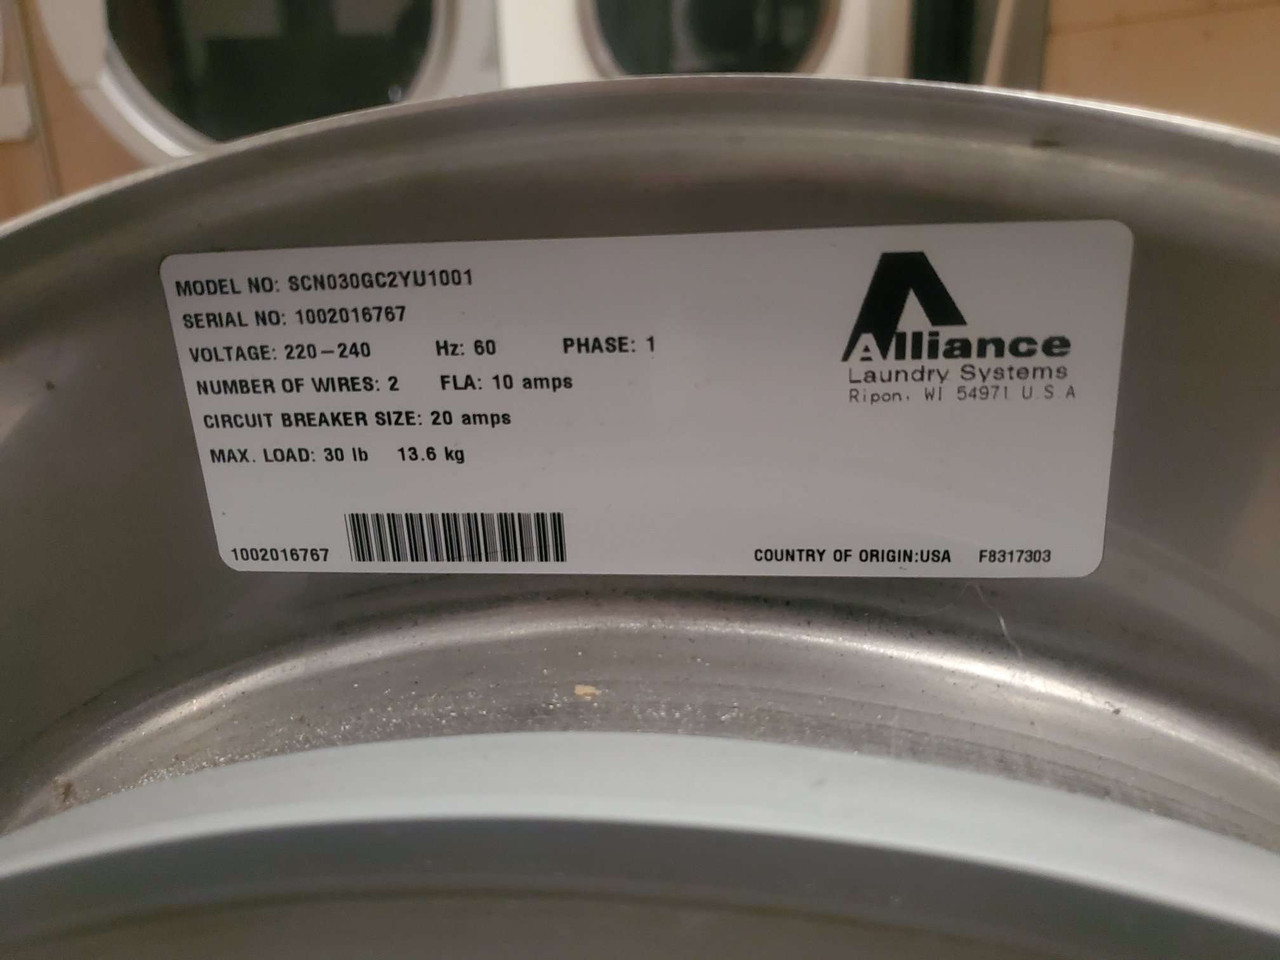 MODEL NO: SCN030GC2YU1001
SERIAL NO: 1002016767
VOLTAGE: 220-240 Hz: 60 PHASE: 1
NUMBER OF WIRES: 2 FLA: 10 amps
CIRCUIT BREAKER SIZE: 20 amps
MAX. LOAD: 30 lb 13.6 kg
Alliance
Laundry Systems
Ripon, WI 54971 U.S.A
1002016767
COUNTRY OF ORIGIN:USA F8317303